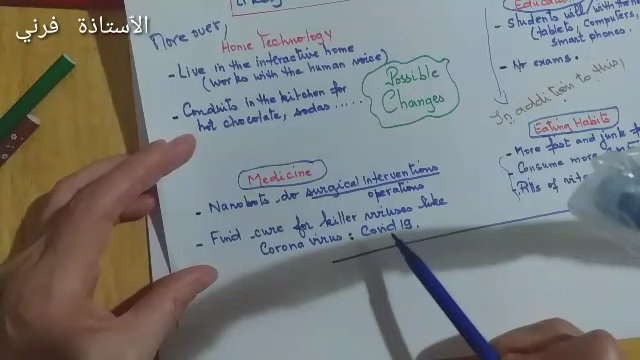 الأستاذة فرني
More over,
Home Technology
- Live in the interactive home
(works with the human voice)
- Conduits in the kitchen for
hot chocolate, sodas ......
Possible
Changes
Medicine
- Nanobots do surgical interventions
operations
- Find cure for killer viruses like
Corona virus : Covid 19.
- Students will
(tablets, computers,
smart phones.
- No exams.
In addition to this,
Eating Habits
- More fast and junk
- Consume more
- Pills of